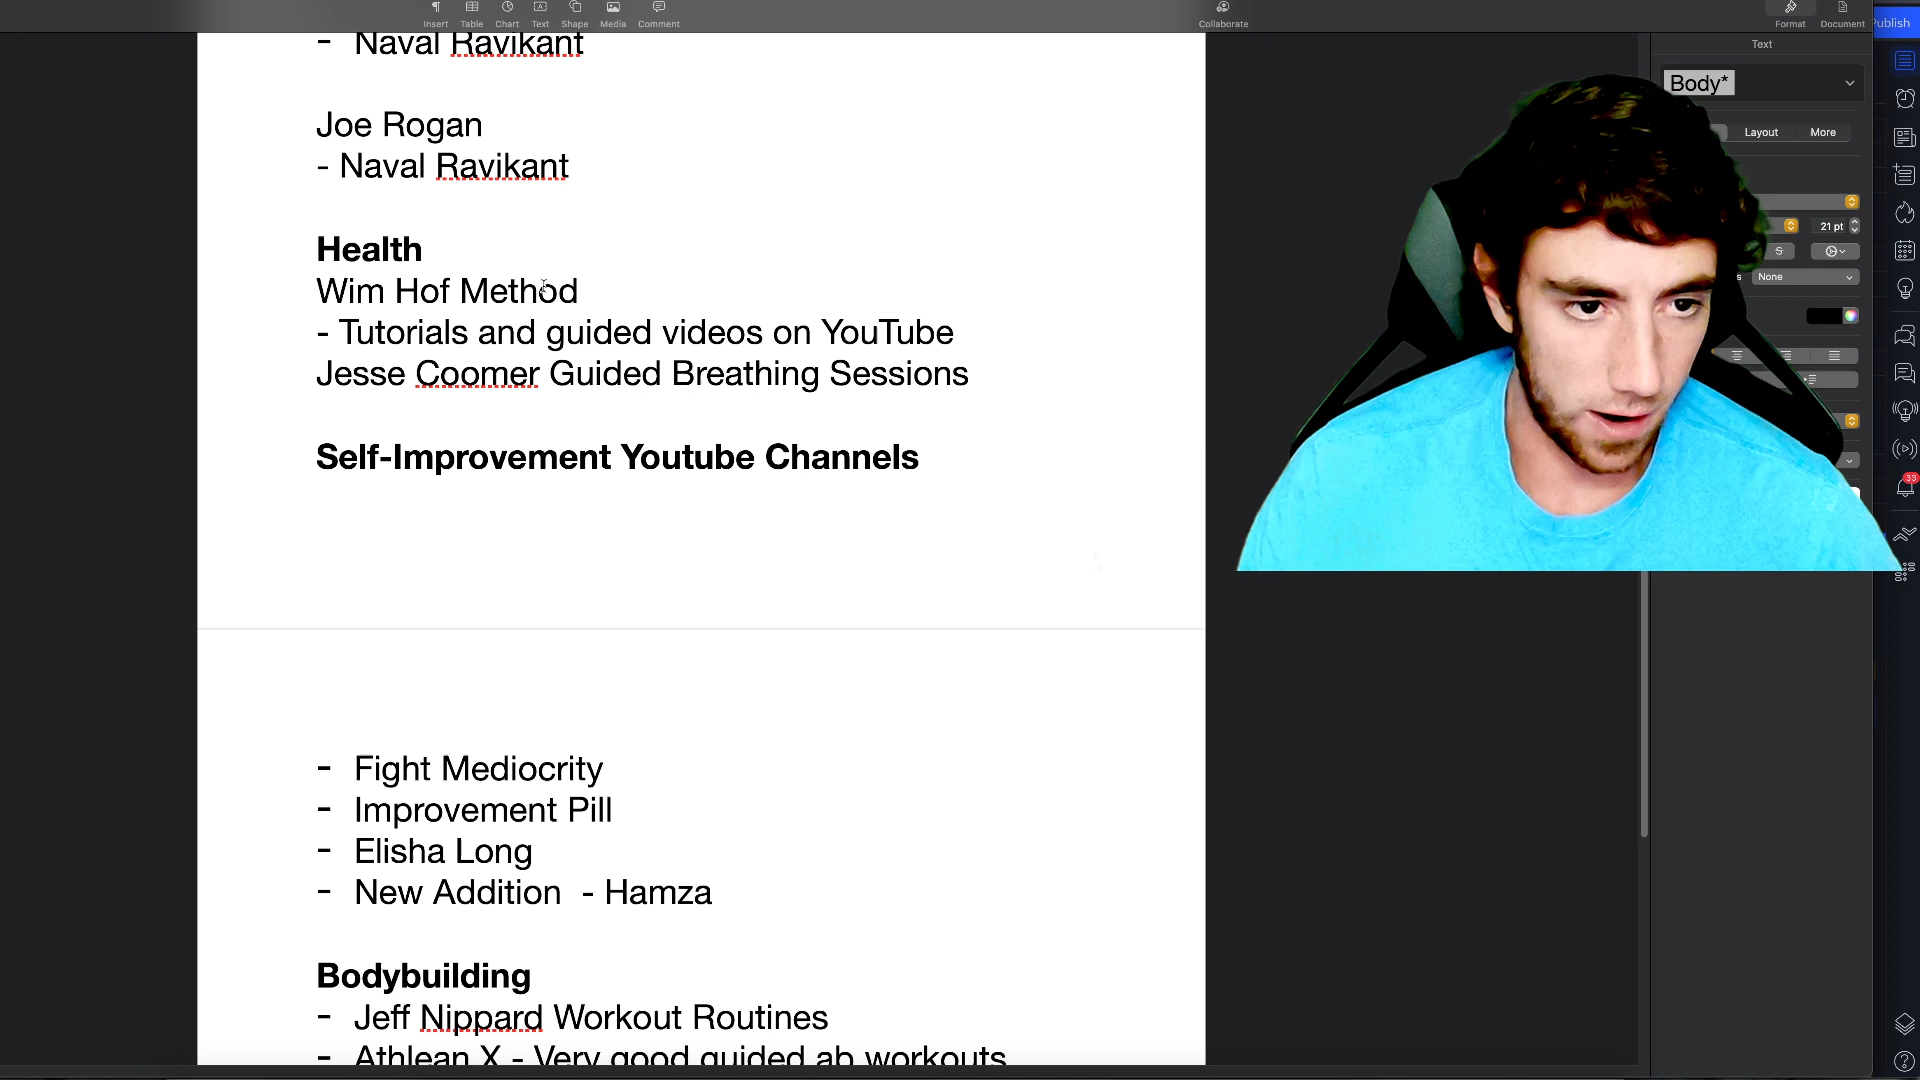 Insert Table Chart Text Shape Media Comment Collaborate Format Document
Publish
- Naval Ravikant
Joe Rogan
- Naval Ravikant
Health
Wim Hof Method
- Tutorials and guided videos on YouTube
Jesse Coomer Guided Breathing Sessions
Self-Improvement Youtube Channels
- Fight Mediocrity
- Improvement Pill
- Elisha Long
- New Addition - Hamza
Bodybuilding
- Jeff Nippard Workout Routines
- Athlean X - Very good guided ab workouts
Text
Body*
Layout More
21 pt
None
33